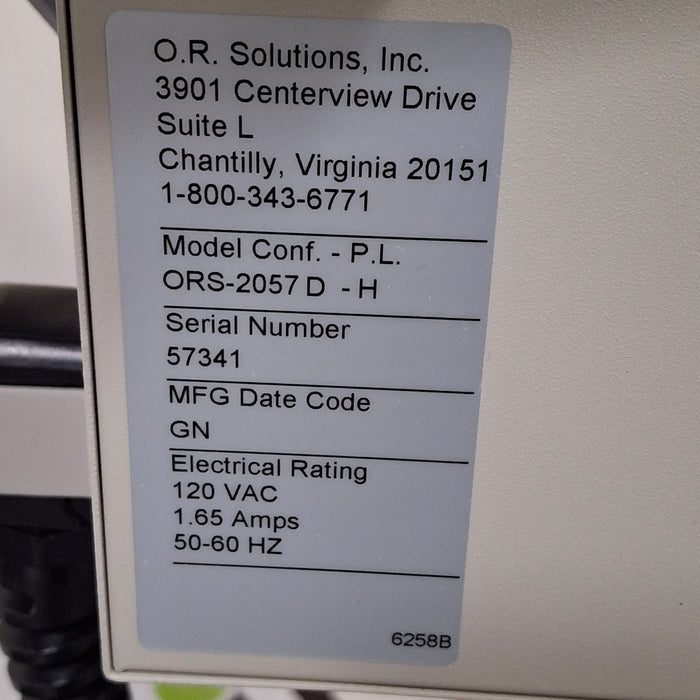 O.R. Solutions, Inc.
3901 Centerview Drive
Suite L
Chantilly, Virginia 20151
1-800-343-6771
Model Conf. - P.L.
ORS-2057 D - H
Serial Number
57341
MFG Date Code
GN
Electrical Rating
120 VAC
1.65 Amps
50-60 HZ
6258B